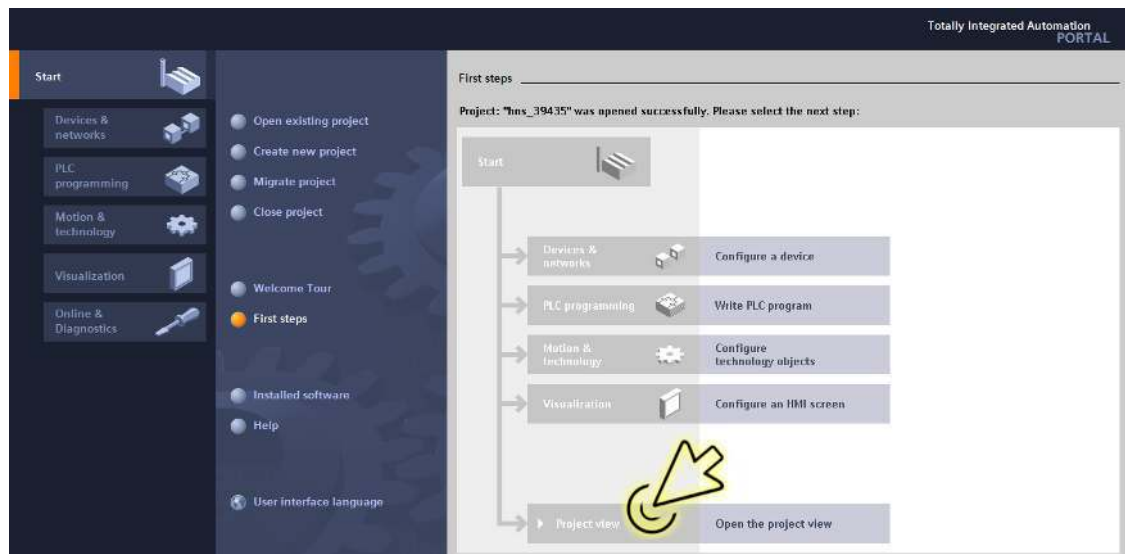 Totally Integrated Automation
PORTAL
Start
Devices &
networks
PLC
programming
Motion &
technology
Visualization
Online &
Diagnostics
Open existing project
Create new project
Migrate project
Close project
Welcome Tour
First steps
Installed software
Help
User interface language
First steps
Project: "hns_39435" was opened successfully. Please select the next step:
Start
Devices &
networks
Configure a device
PLC programming
Write PLC program
Motion &
technology
Configure
technology objects
Visualization
Configure an HMI screen
Project view
Open the project view